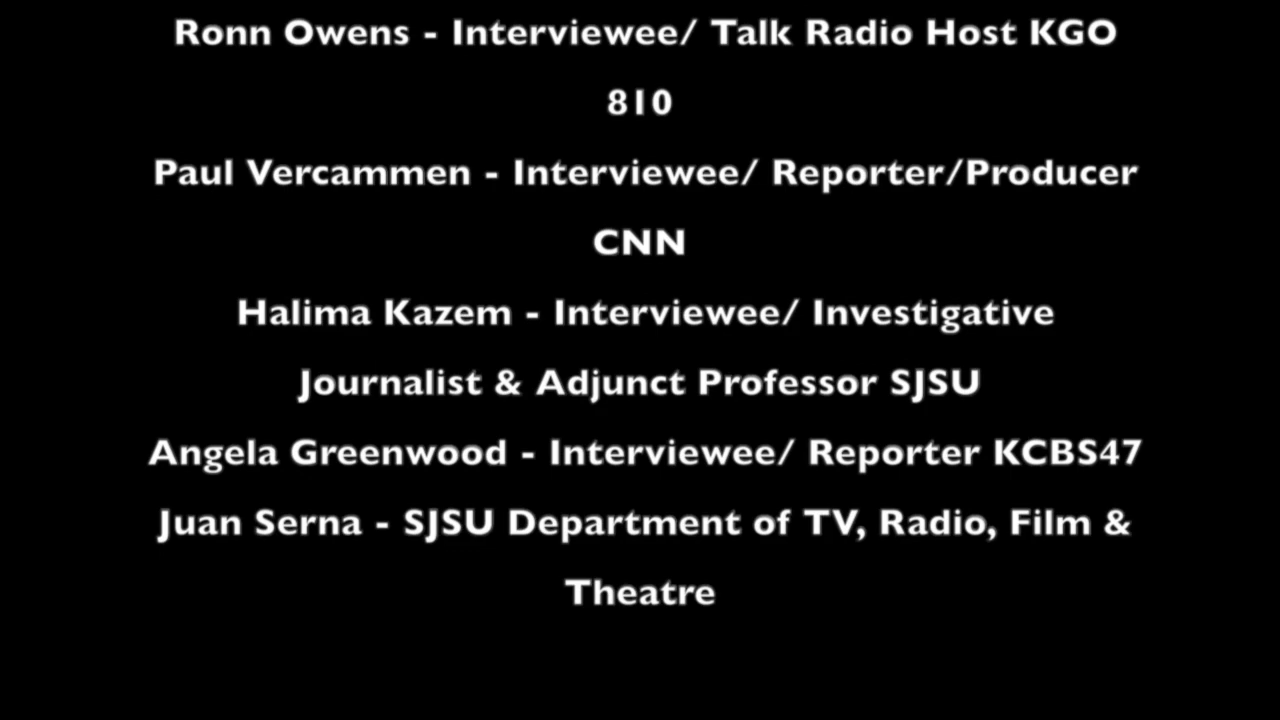 Ronn Owens - Interviewee/ Talk Radio Host KGO
810
Paul Vercammen - Interviewee/ Reporter/Producer
CNN
Halima Kazem - Interviewee/ Investigative
Journalist & Adjunct Professor SJSU
Angela Greenwood - Interviewee/ Reporter KCBS47
Juan Serna - SJSU Department of TV, Radio, Film &
Theatre